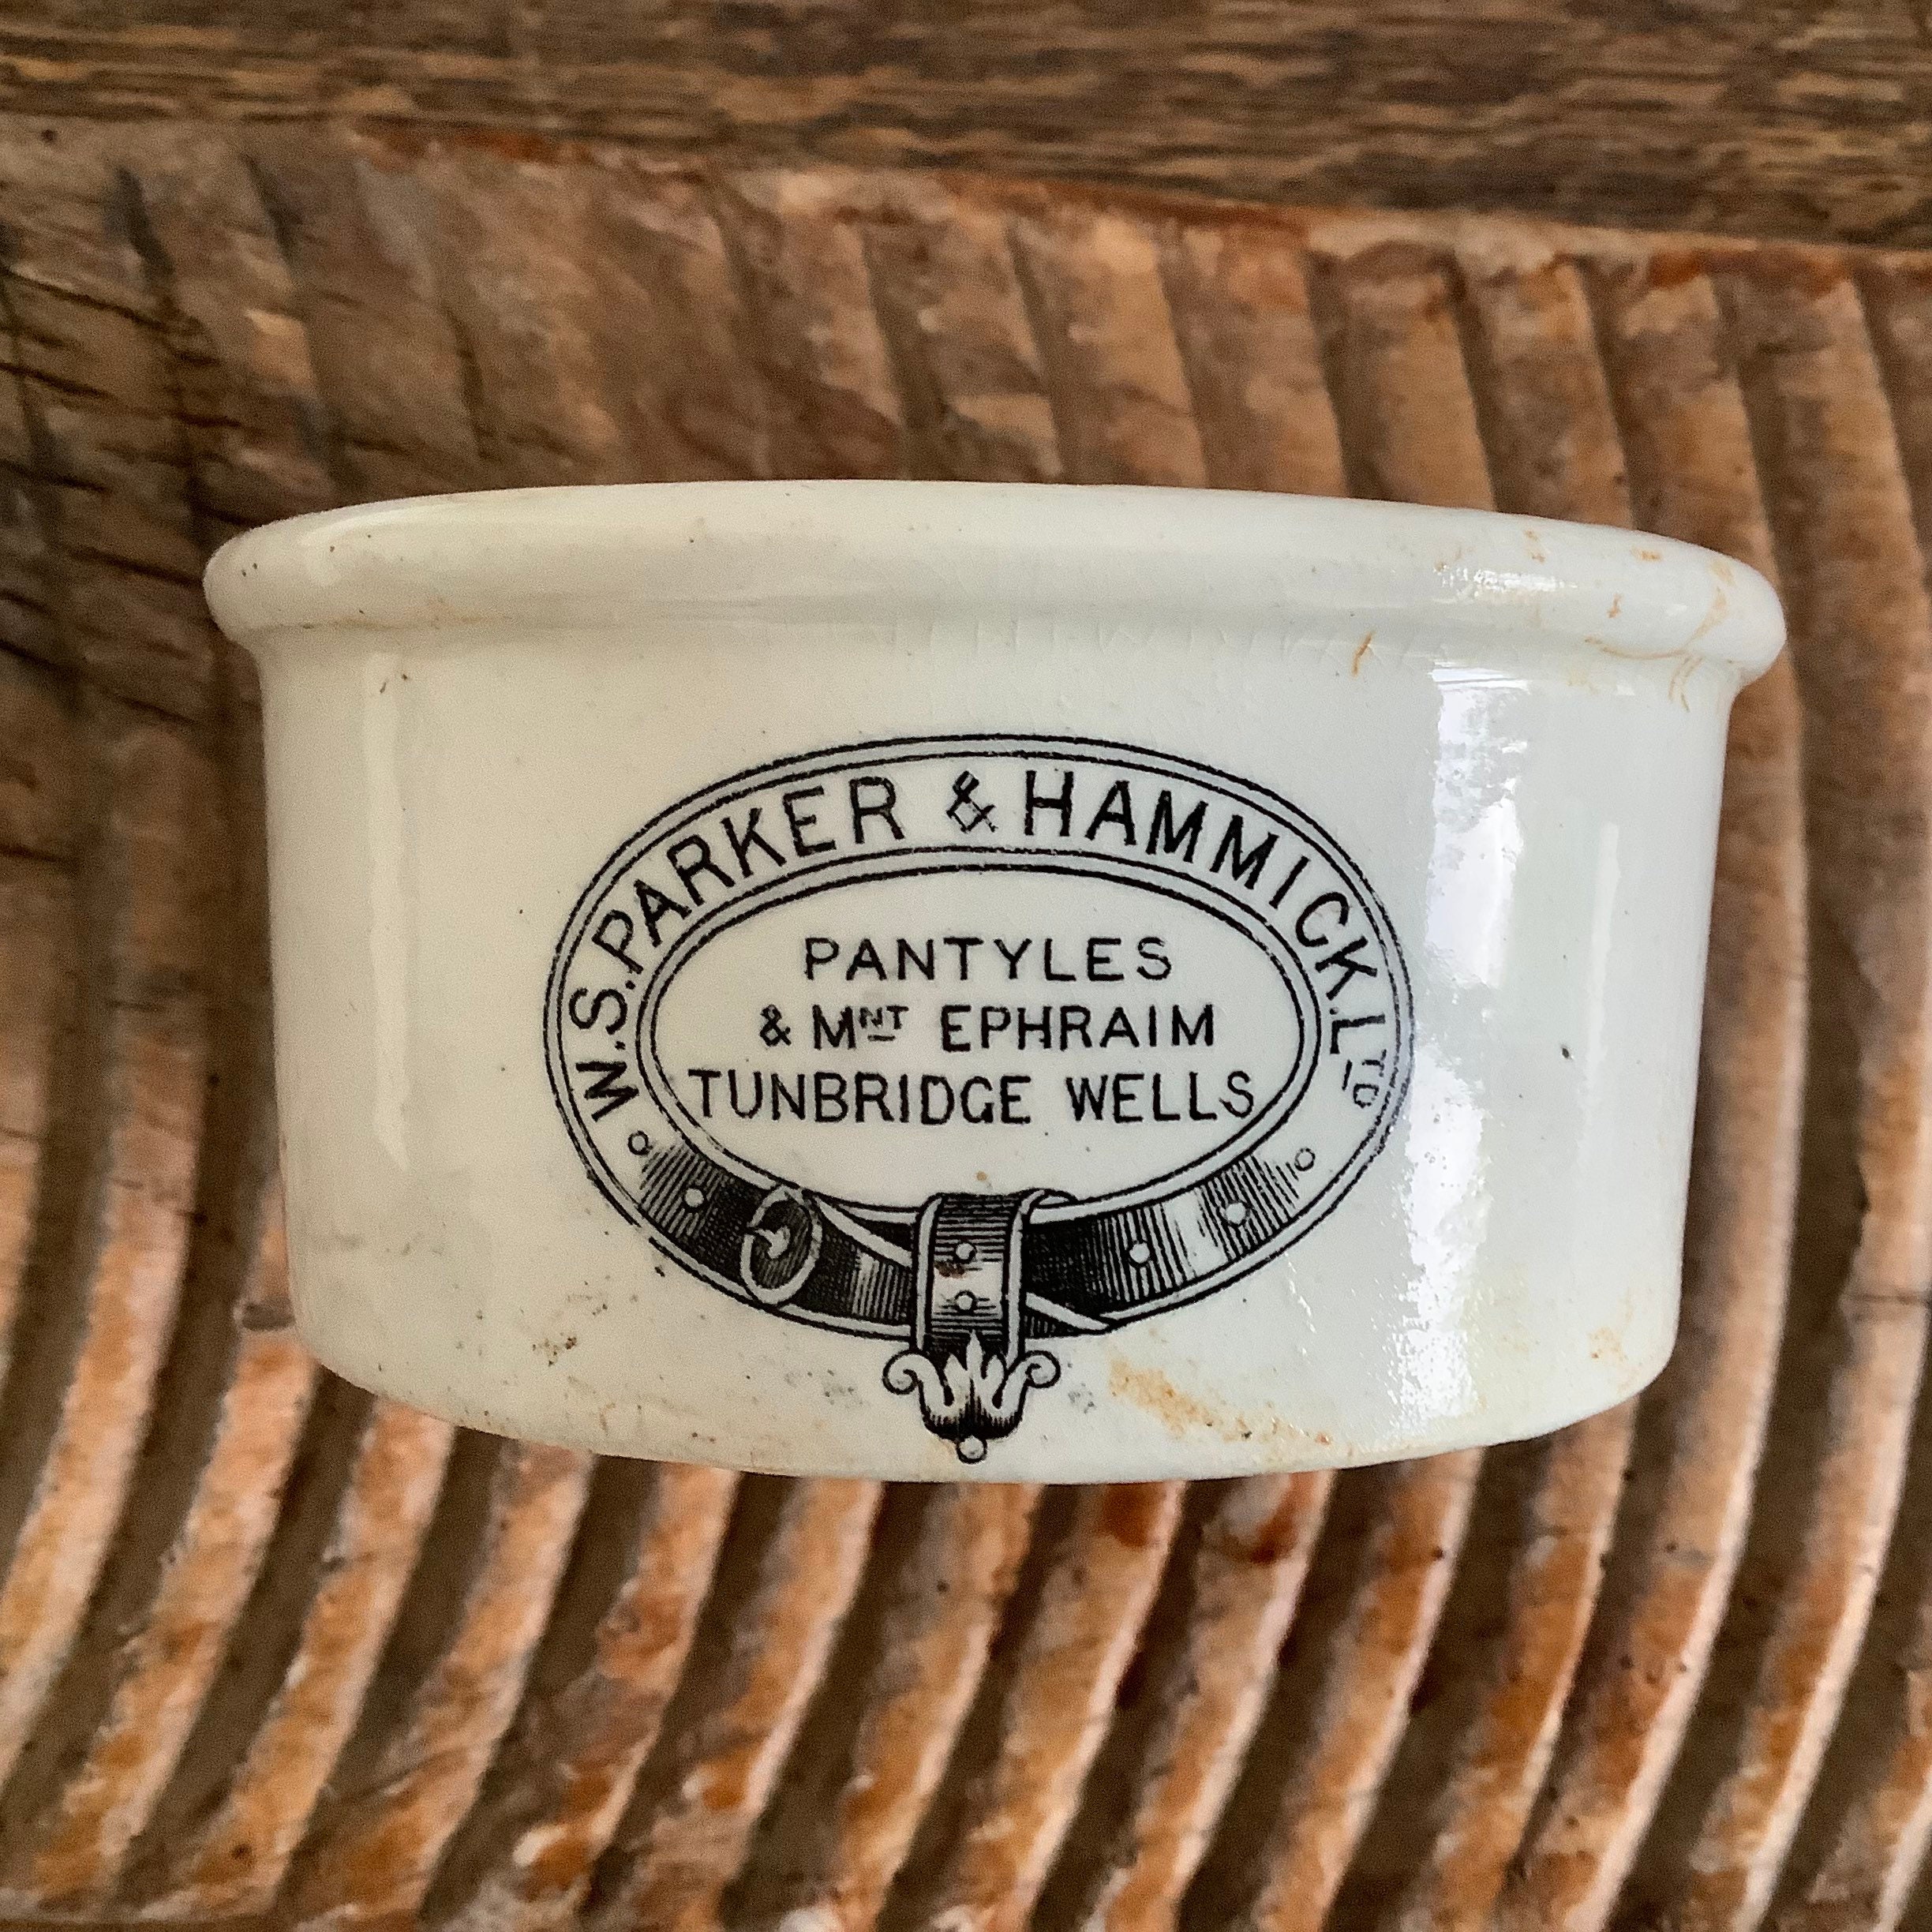 W.S. PARKER & HAMMICK. LTD
PANTYLES
& MNT EPHRAIM
TUNBRIDGE WELLS